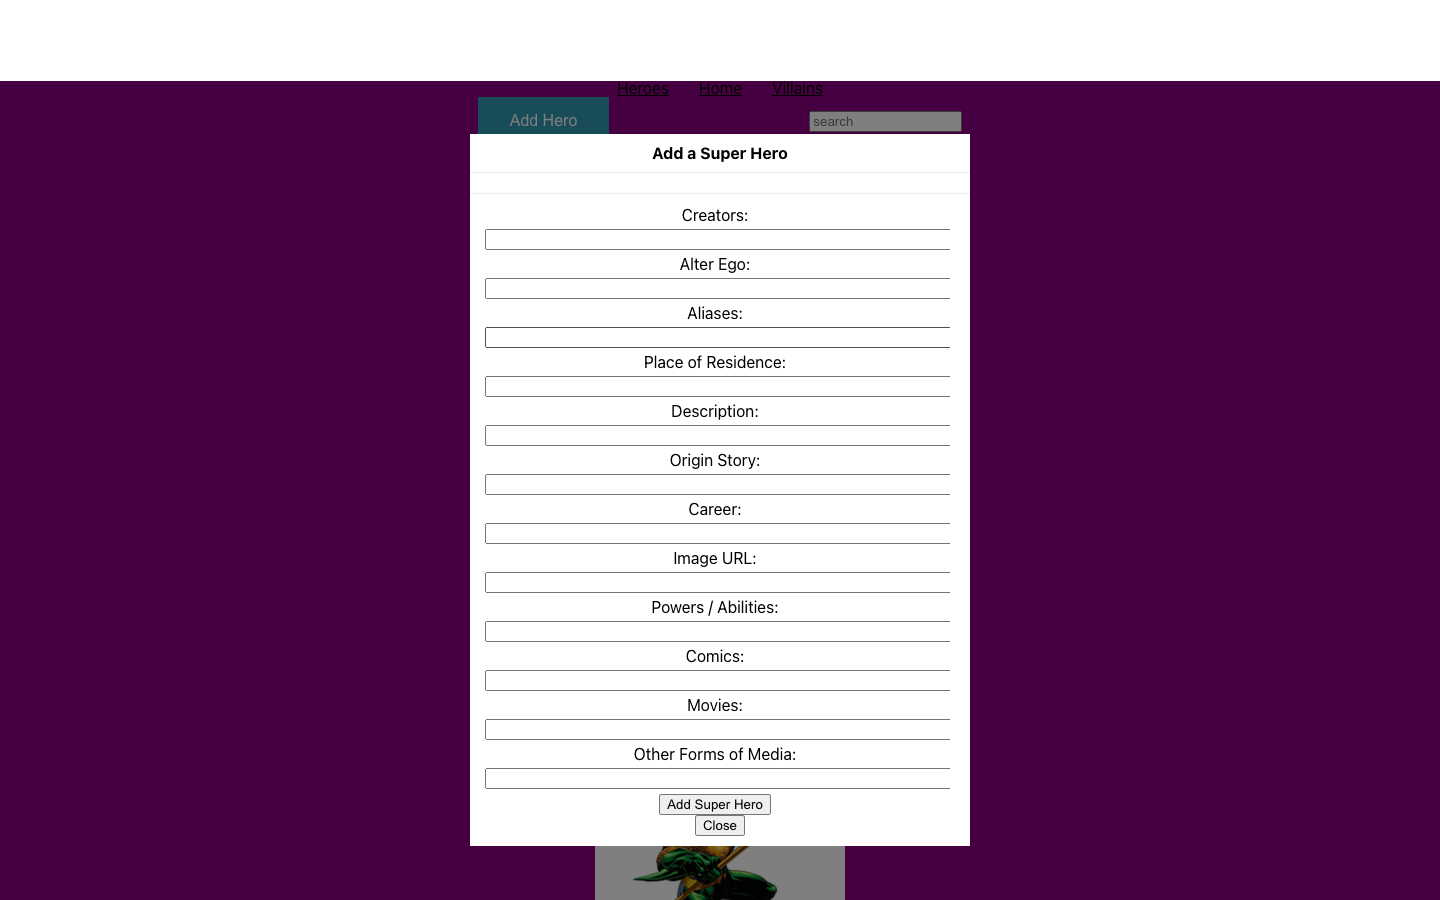 Heroes Home Villains
Add Hero search
Add a Super Hero
Creators:
Alter Ego:
Aliases:
Place of Residence:
Description:
Origin Story:
Career:
Image URL:
Powers / Abilities:
Comics:
Movies:
Other Forms of Media:
Add Super Hero
Close